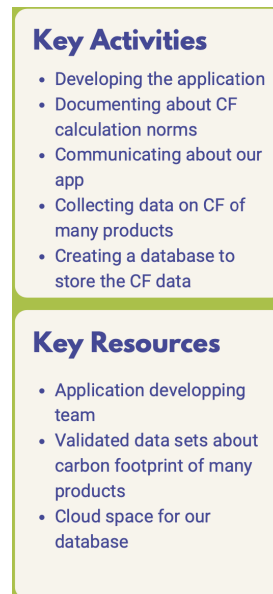 Key Activities
• Developing the application
• Documenting about CF
calculation norms
• Communicating about our
app
• Collecting data on CF of
many products
• Creating a database to
store the CF data
Key Resources
• Application developping
team
• Validated data sets about
carbon footprint of many
products
• Cloud space for our
database